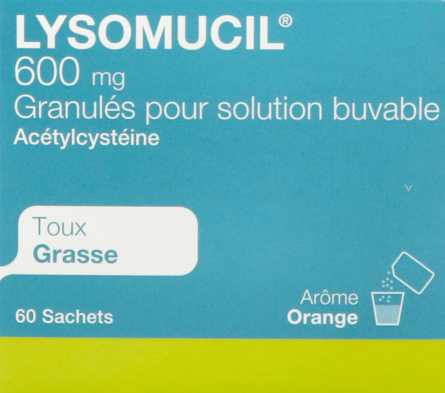 LYSOMUCIL®
600 mg
Granulés pour solution buvable
Acétylcystéine
Toux
Grasse
60 Sachets
Arôme
Orange